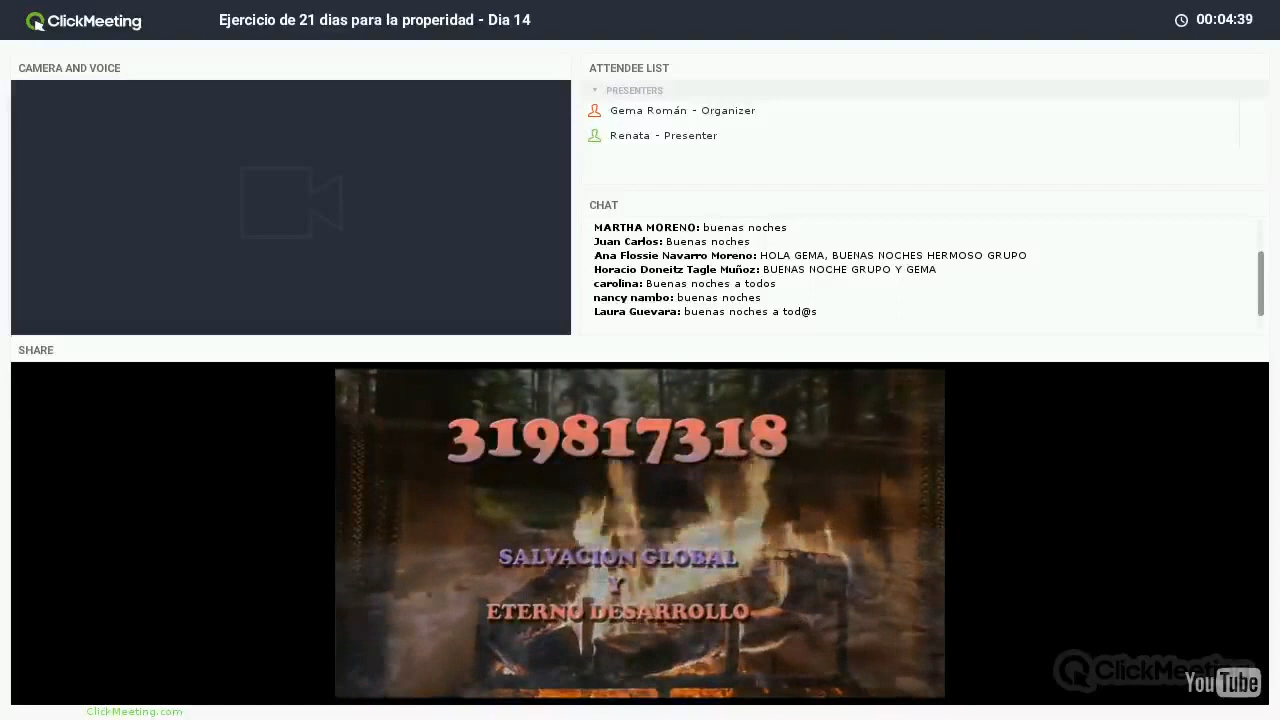 ClickMeeting
Ejercicio de 21 dias para la properidad - Dia 14
00:04:39
CAMERA AND VOICE
ATTENDEE LIST
PRESENTERS
Gema Román - Organizer
Renata - Presenter
CHAT
MARTHA MORENO: buenas noches
Juan Carlos: Buenas noches
Ana Flossie Navarro Moreno: HOLA GEMA, BUENAS NOCHES HERMOSO GRUPO
Horacio Doneitz Tagle Muñoz: BUENAS NOCHE GRUPO Y GEMA
carolina: Buenas noches a todos
nancy nambo: buenas noches
Laura Guevara: buenas noches a tod@s
SHARE
319817318
SALVACION GLOBAL
Y
ETERNO DESARROLLO
ClickMeeting
YouTube
ClickMeeting.com